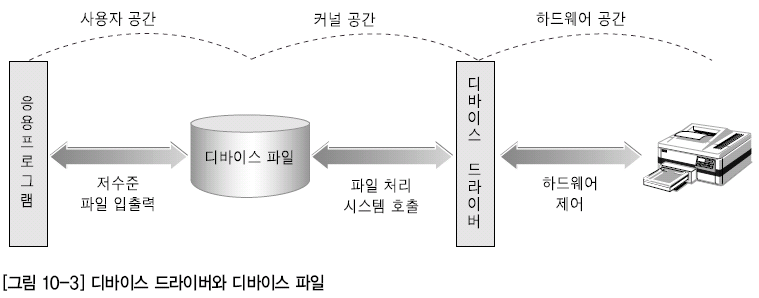 사용자 공간
커널 공간
하드웨어 공간
응용프로그램
디바이스 파일
디바이스 드라이버
저수준
파일 입출력
파일 처리
시스템 호출
하드웨어
제어
[그림 10-3] 디바이스 드라이버와 디바이스 파일